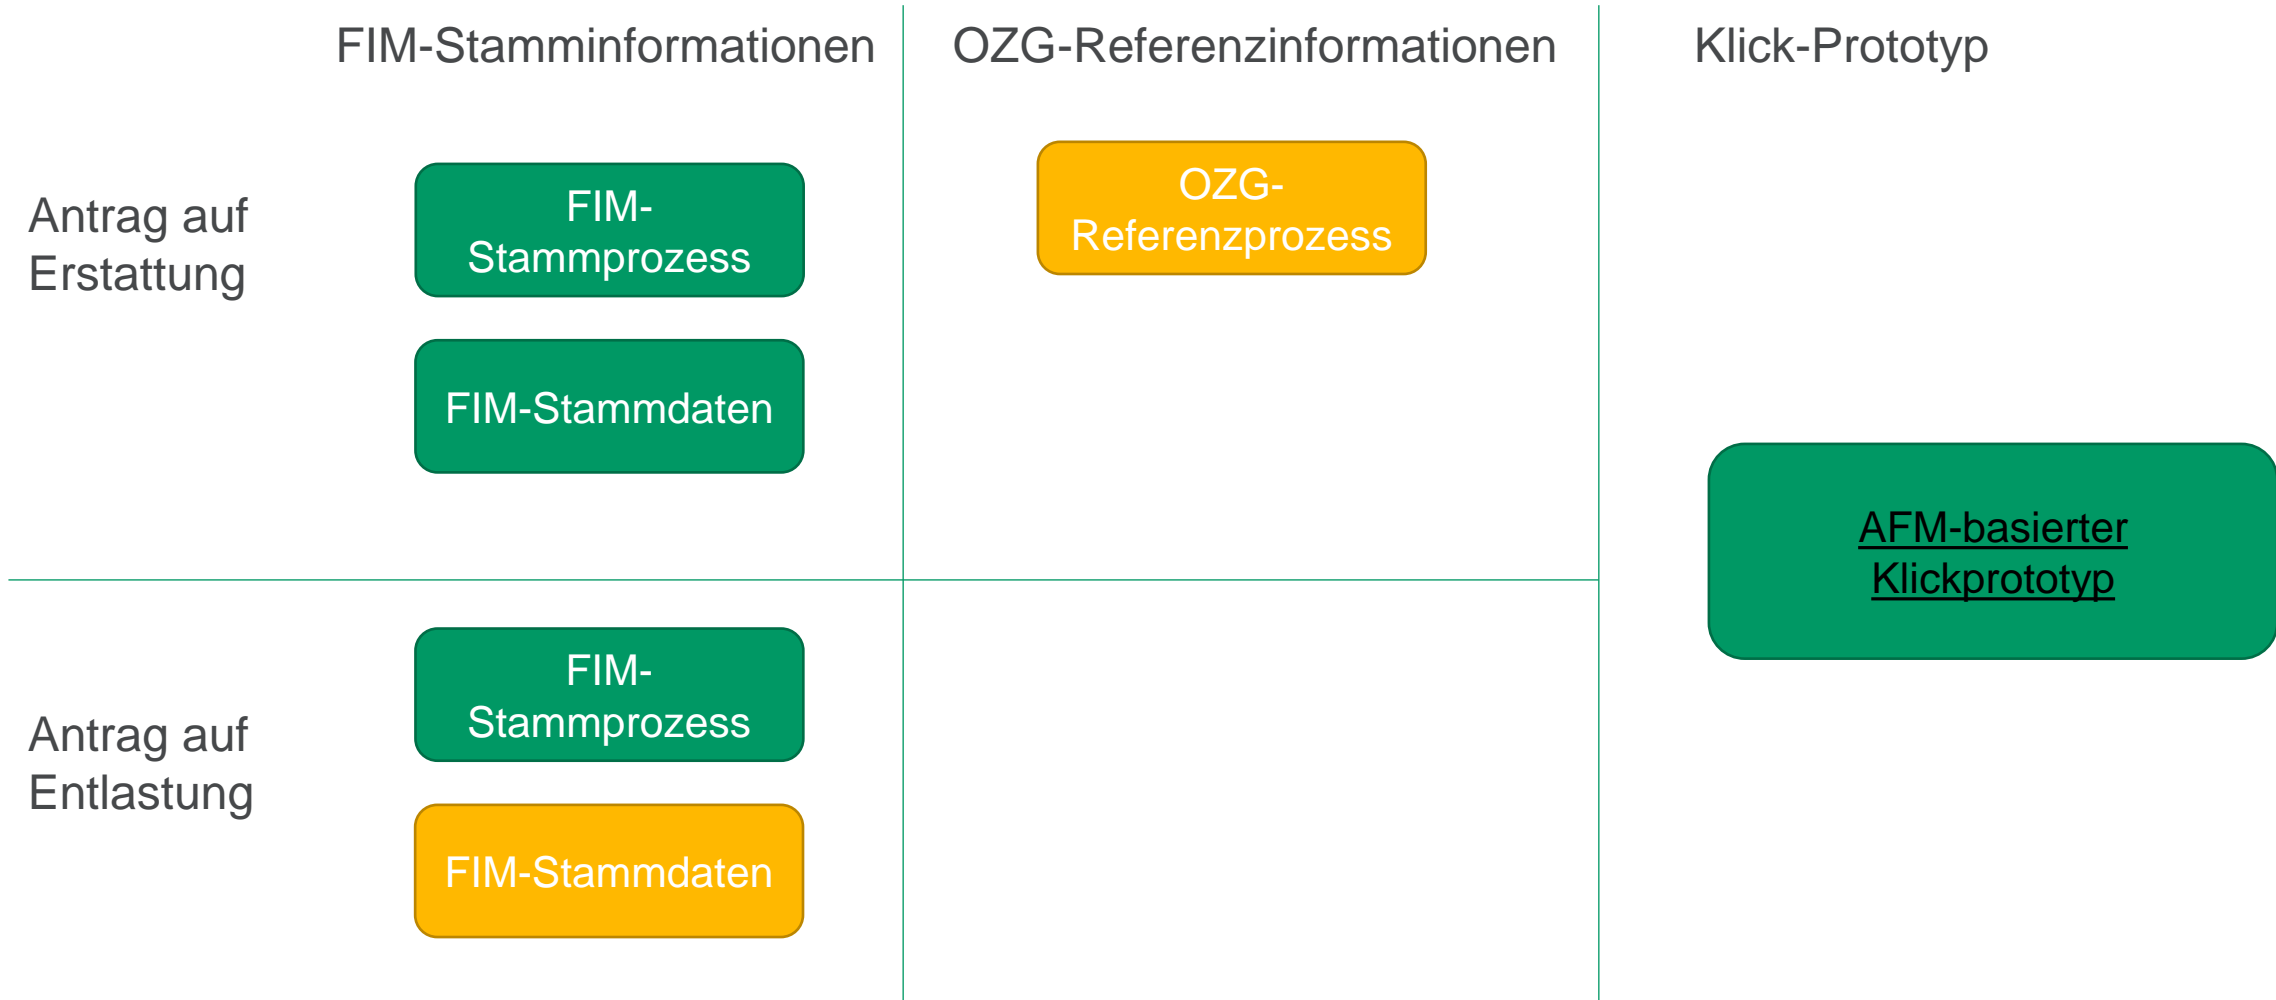 FIM-Stamminformationen
OZG-Referenzinformationen
Klick-Prototyp
Antrag auf
Erstattung
FIM-
Stammprozess
OZG-
Referenzprozess
FIM-Stammdaten
AFM-basierter
Klickprototyp
Antrag auf
Entlastung
FIM-
Stammprozess
FIM-Stammdaten